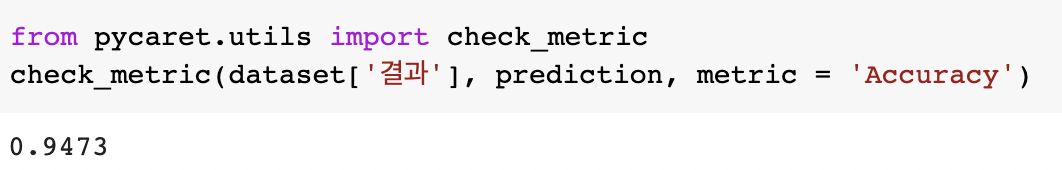 from pycaret.utils import check_metric
check_metric(dataset['결과'], prediction, metric = 'Accuracy')
0.9473